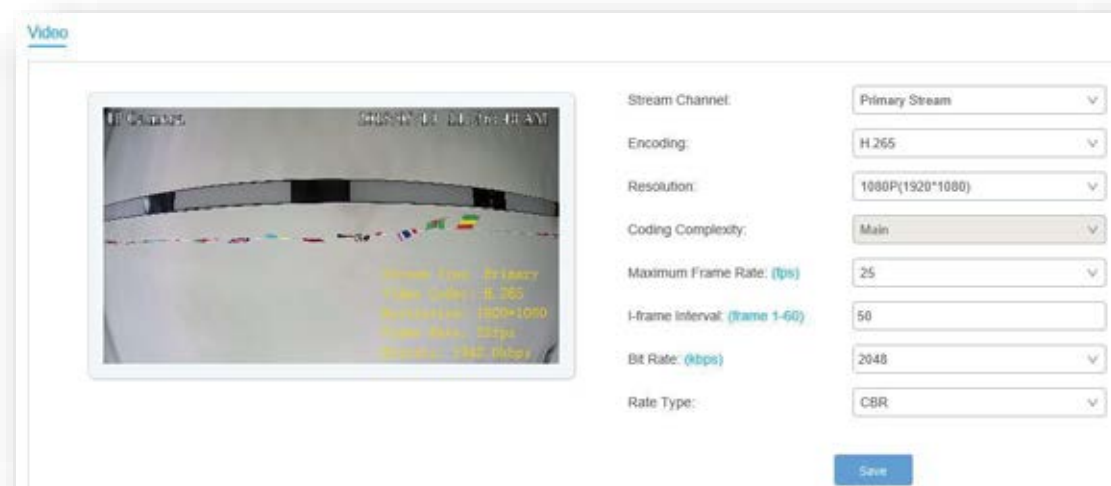 Video
IP Camera
Stream Type: Primary
Video Codec: H.265
Resolution: 1920*1080
Frame Rate: 25fps
Stream Channel: Primary Stream
Encoding: H.265
Resolution: 1080P(1920*1080)
Coding Complexity: Main
Maximum Frame Rate: (fps) 25
I-frame Interval: (frame 1-60) 50
Bit Rate: (kbps) 2048
Rate Type: CBR
Save